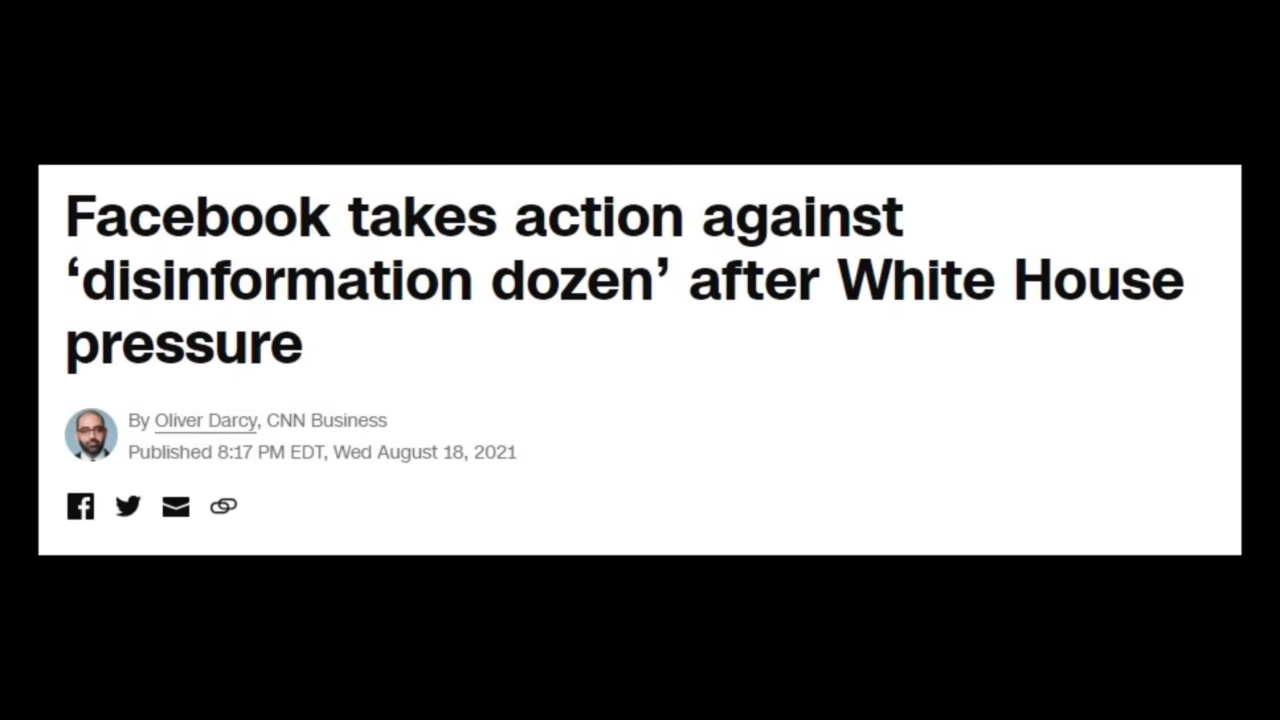 Facebook takes action against
‘disinformation dozen’ after White House
pressure
By Oliver Darcy, CNN Business
Published 8:17 PM EDT, Wed August 18, 2021